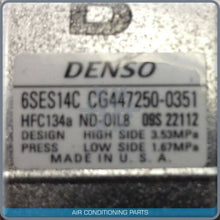 DENSO
6SES14C CG447250-0351
HFC134a ND-OIL8 09S 22112
DESIGN HIGH SIDE 3.53MPa
PRESS LOW SIDE 1.67MPa
MADE IN U.S.A.
AIR CONDITIONING PARTS